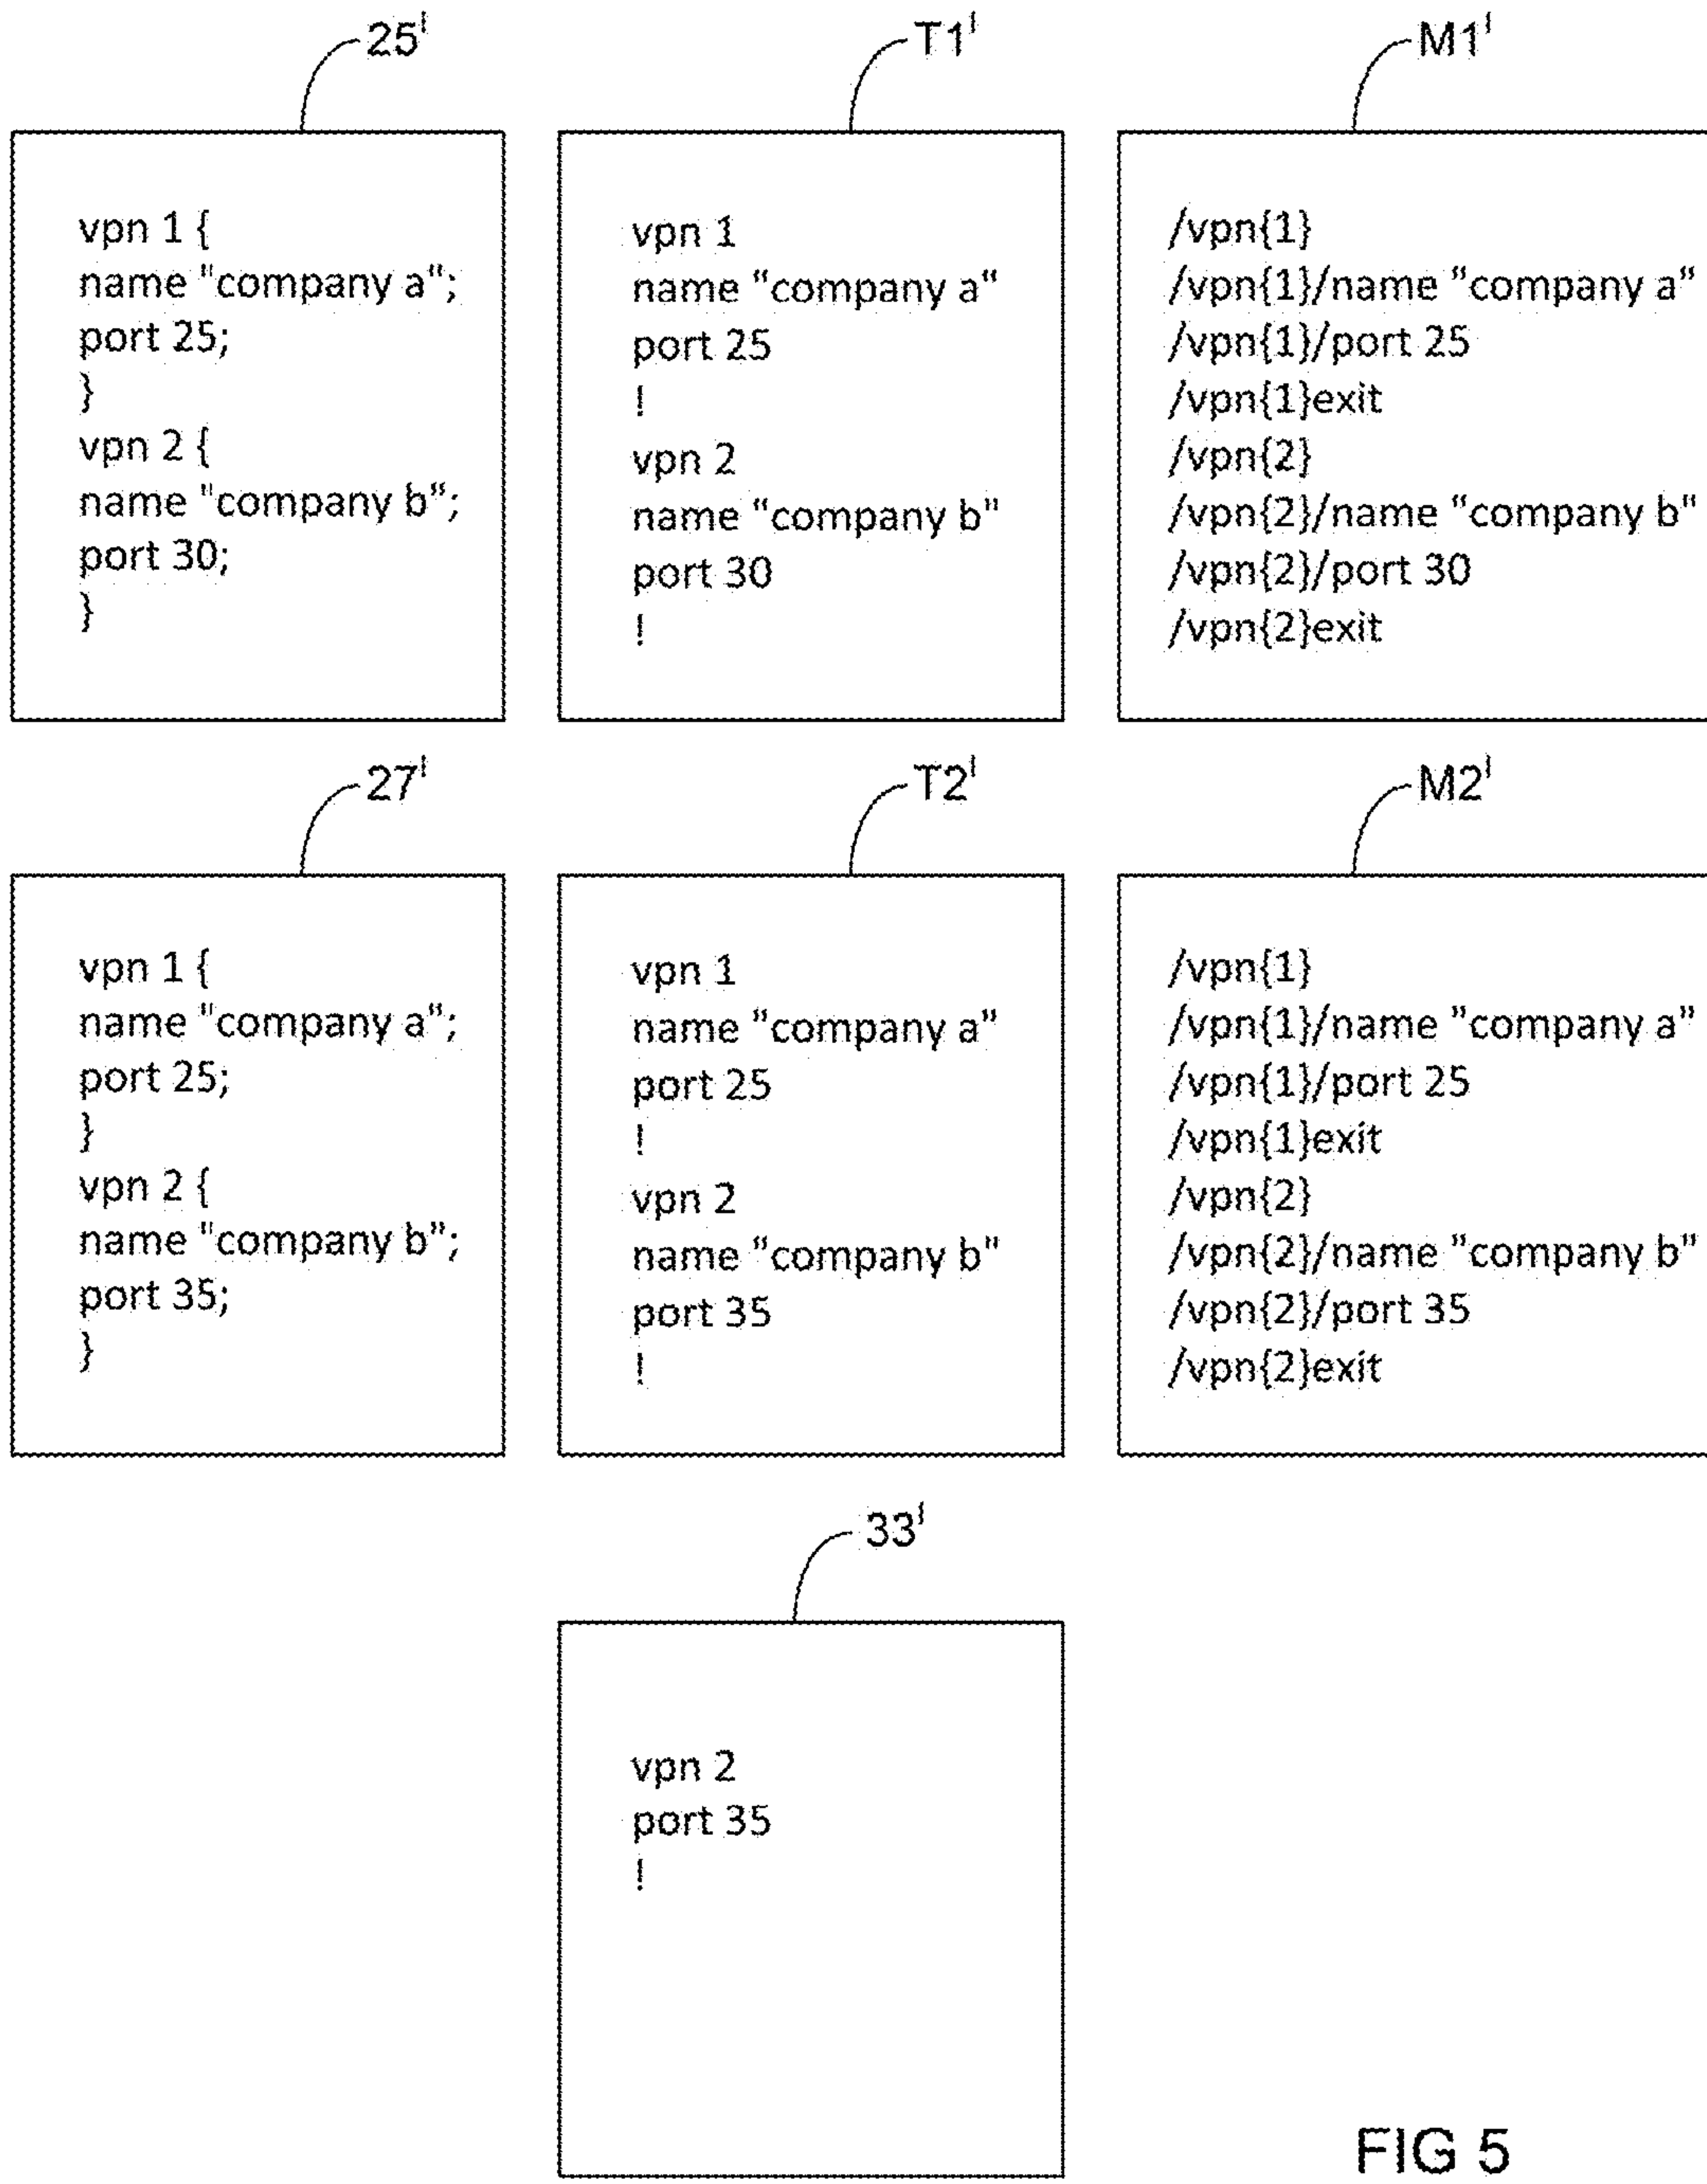 25'
T1'
M1'
vpn 1 {
name "company a";
port 25;
}
vpn 2 {
name "company b";
port 30;
}
vpn 1
name “company a“
port 25
!
vpn 2
name “company b“
port 30
!
/vpn{1}
/vpn{1}/name “company a“
/vpn{1}/port 25
/vpn{1}exit
/vpn{2}
/vpn{2}/name “company b“
/vpn{2}/port 30
/vpn{2}exit
27'
T2'
M2'
vpn 1 {
name "company a";
port 25;
}
vpn 2 {
name "company b";
port 35;
}
vpn 1
name “company a“
port 25
!
vpn 2
name “company b“
port 35
!
/vpn{1}
/vpn{1}/name “company a“
/vpn{1}/port 25
/vpn{1}exit
/vpn{2}
/vpn{2}/name “company b“
/vpn{2}/port 35
/vpn{2}exit
33'
vpn 2
port 35
!
FIG 5